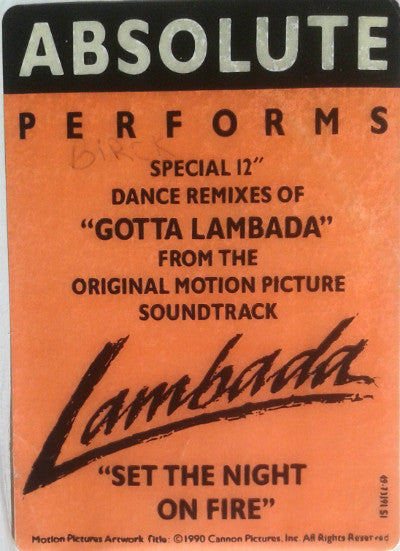 ABSOLUTE
PERFORMS
SPECIAL 12"
DANCE REMIXES OF
"GOTTA LAMBADA"
FROM THE
ORIGINAL MOTION PICTURE
SOUNDTRACK
Lambada
"SET THE NIGHT
ON FIRE"
Motion Pictures Artwork Title: ©1990 Cannon Pictures, Inc. All Rights Reserved